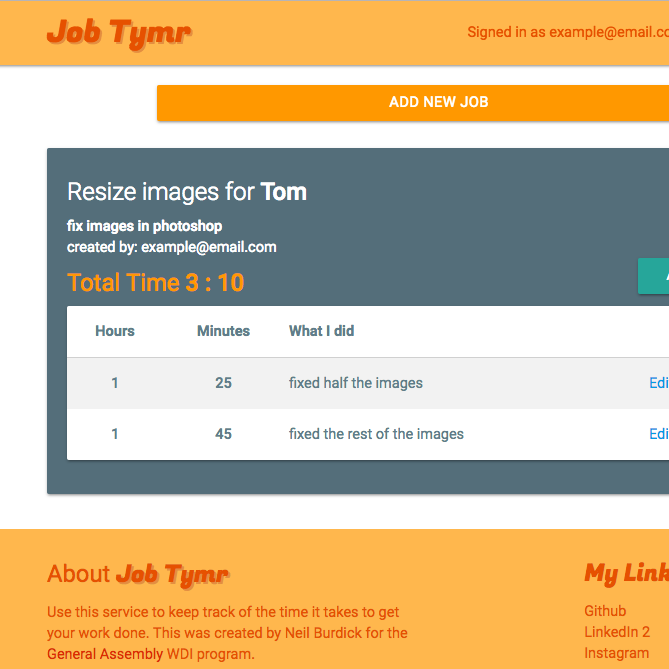 Job Tymr
Signed in as example@email.co
ADD NEW JOB
Resize images for Tom
fix images in photoshop
created by: example@email.com
Total Time 3 : 10
Hours Minutes What I did
1 25 fixed half the images Edi
1 45 fixed the rest of the images Edi
About Job Tymr
Use this service to keep track of the time it takes to get
your work done. This was created by Neil Burdick for the
General Assembly WDI program.
My Link
Github
LinkedIn 2
Instagram